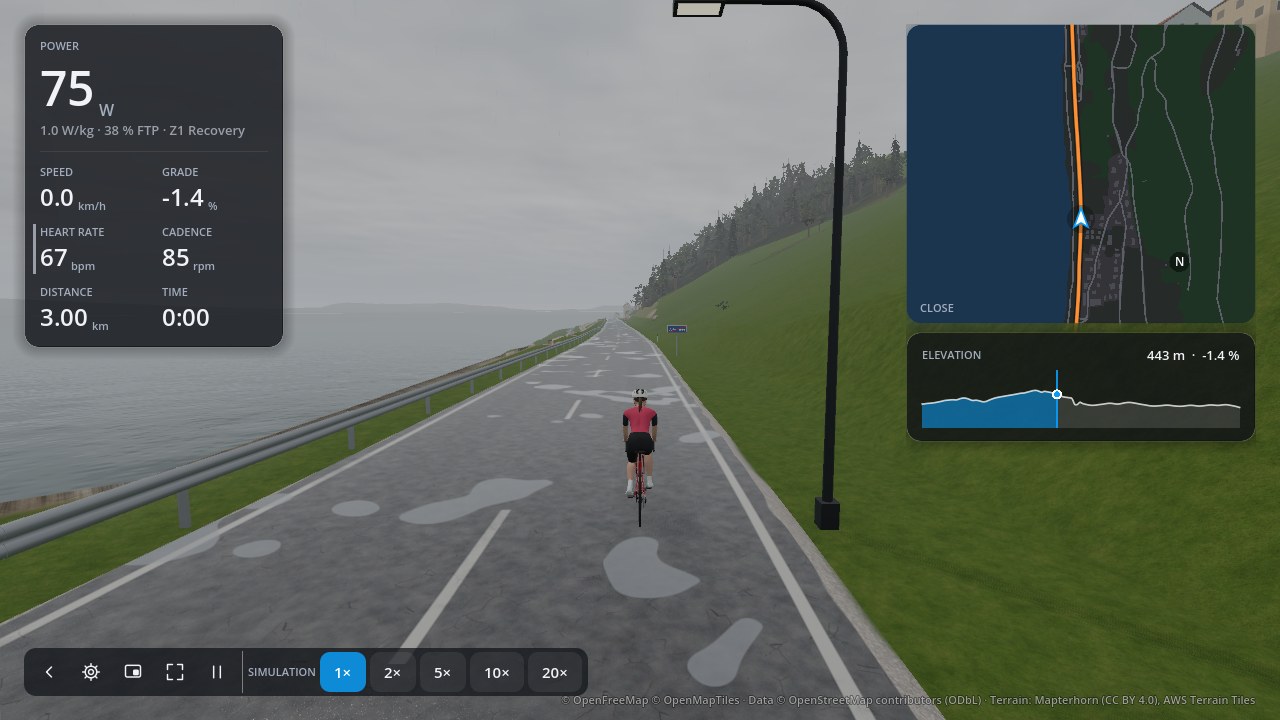 POWER
75 W
1.0 W/kg · 38 % FTP · Z1 Recovery
SPEED
GRADE
0.0 km/h
-1.4 %
HEART RATE
CADENCE
67 bpm
85 rpm
DISTANCE
TIME
3.00 km
0:00
N
CLOSE
ELEVATION
443 m · -1.4 %
SIMULATION
1×
2×
5×
10×
20×
© OpenFreeMap © OpenMapTiles · Data © OpenStreetMap contributors (ODbL) · Terrain: Mapterhorn (CC BY 4.0), AWS Terrain Tiles